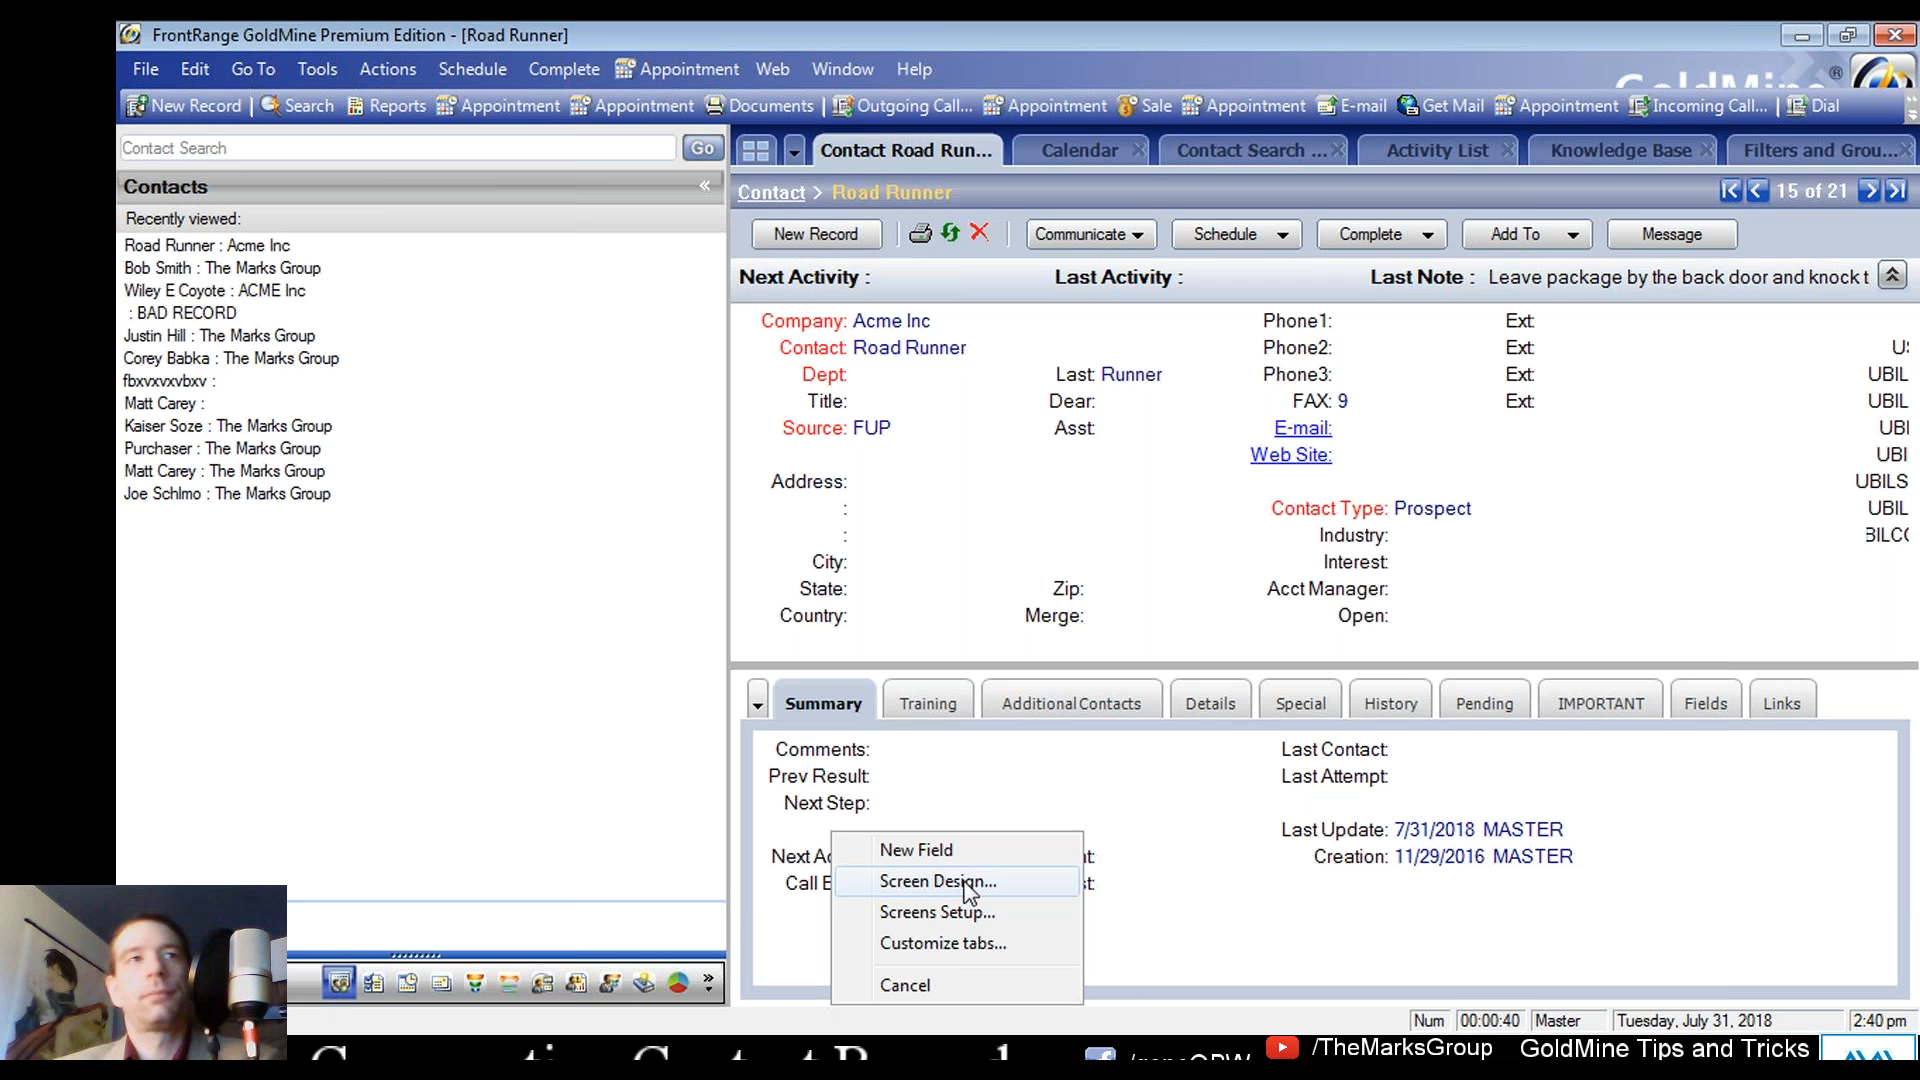 FrontRange GoldMine Premium Edition - [Road Runner]
File Edit Go To Tools Actions Schedule Complete Appointment Web Window Help
GoldMine ®
New Record Search Reports Appointment Appointment Documents Outgoing Call... Appointment Sale Appointment E-mail Get Mail Appointment Incoming Call... Dial
Contact Search Go
Contact Road Run... Calendar Contact Search ... Activity List Knowledge Base Filters and Grou...
Contacts «
Contact > Road Runner 15 of 21
Recently viewed:
Road Runner : Acme Inc
Bob Smith : The Marks Group
Wiley E Coyote : ACME Inc
: BAD RECORD
Justin Hill : The Marks Group
Corey Babka : The Marks Group
fbxvxvxvbxv :
Matt Carey :
Kaiser Soze : The Marks Group
Purchaser : The Marks Group
Matt Carey : The Marks Group
Joe Schlmo : The Marks Group
New Record Communicate Schedule Complete Add To Message
Next Activity : Last Activity : Last Note : Leave package by the back door and knock t
Company: Acme Inc Phone1: Ext:
Contact: Road Runner Phone2: Ext: U
Dept: Last: Runner Phone3: Ext: UBIL
Title: Dear: FAX: 9 Ext: UBIL
Source: FUP Asst: E-mail: UBI
Web Site: UBI
Address: UBILS
: Contact Type: Prospect UBIL
: Industry: BILC
City: Interest:
State: Zip: Acct Manager:
Country: Merge: Open:
Summary Training Additional Contacts Details Special History Pending IMPORTANT Fields Links
Comments: Last Contact:
Prev Result: Last Attempt:
Next Step:
Last Update: 7/31/2018 MASTER
Next Ac t: Creation: 11/29/2016 MASTER
Call B st:
New Field
Screen Design...
Screens Setup...
Customize tabs...
Cancel
»
Num 00:00:40 Master Tuesday, July 31, 2018 2:40 pm
/TheMarksGroup GoldMine Tips and Tricks